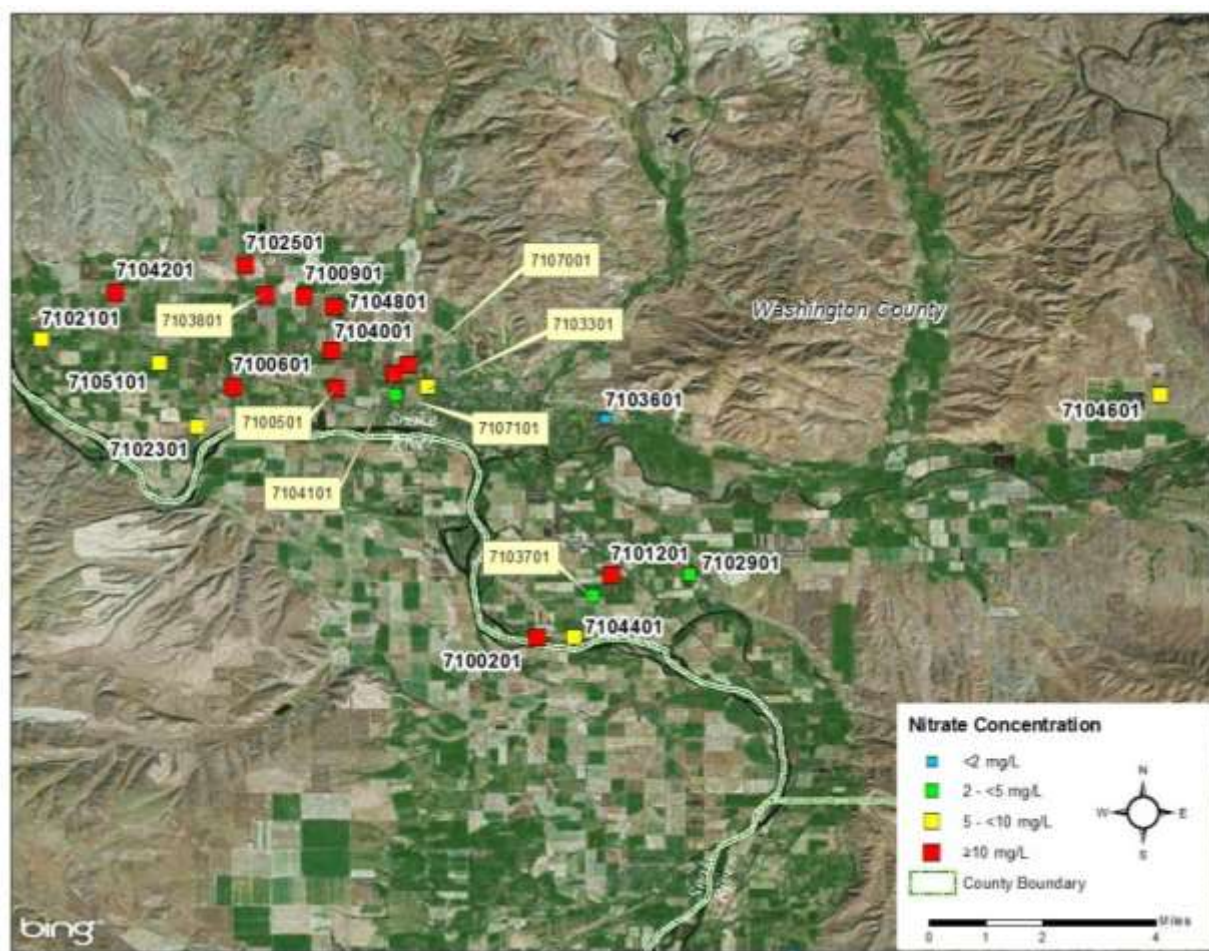 7102501
7107001
7104201
7100901
7103801
7104801
Washington County
7102101
7103301
7104001
7105101
7100601
7103601
7104601
7100501
7107101
7102301
7104101
7103701
7101201
7102901
7104401
7100201
Nitrate Concentration
<2 mg/L
2 - <5 mg/L
5 - <10 mg/L
≥10 mg/L
County Boundary
N
W
E
S
Miles
0 1 2 4
bing